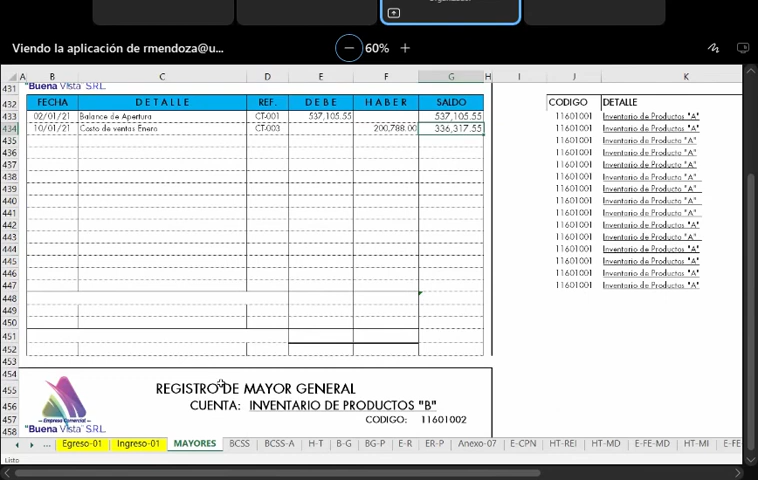 Organizador
Viendo la aplicación de rmendoza@u...
60%
A B C D E F G H I J K
431 "Buena Vista" S.R.L.
432 FECHA D E T A L L E REF. D E B E H A B E R SALDO CODIGO DETALLE
433 02/01/21 Balance de Apertura CT-001 537,105.55 537,105.55 11601001 Inventario de Productos "A"
434 10/01/21 Costo de ventas Enero CT-003 200,788.00 336,317.55 11601001 Inventario de Productos "A"
435 11601001 Inventario de Productos "A"
436 11601001 Inventario de Productos "A"
437 11601001 Inventario de Productos "A"
438 11601001 Inventario de Productos "A"
439 11601001 Inventario de Productos "A"
440 11601001 Inventario de Productos "A"
441 11601001 Inventario de Productos "A"
442 11601001 Inventario de Productos "A"
443 11601001 Inventario de Productos "A"
444 11601001 Inventario de Productos "A"
445 11601001 Inventario de Productos "A"
446 11601001 Inventario de Productos "A"
447 11601001 Inventario de Productos "A"
448
449
450
451
452
453
454
455 REGISTRO DE MAYOR GENERAL
456 CUENTA: INVENTARIO DE PRODUCTOS "B"
457 Empresa Comercial CODIGO: 11601002
458 "Buena Vista" S.R.L.
... Egreso-01 Ingreso-01 MAYORES BCSS BCSS-A H-T B-G BG-P E-R ER-P Anexo-07 E-CPN HT-REI HT-MD E-FE-MD HT-MI E-FE
Listo